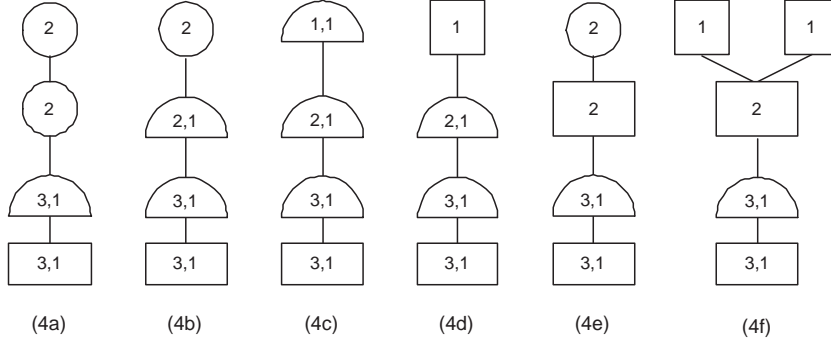 2 2 1,1 1 2 1 1
2 2,1 2,1 2,1 2 2
3,1 3,1 3,1 3,1 3,1 3,1
3,1 3,1 3,1 3,1 3,1 3,1
(4a) (4b) (4c) (4d) (4e) (4f)